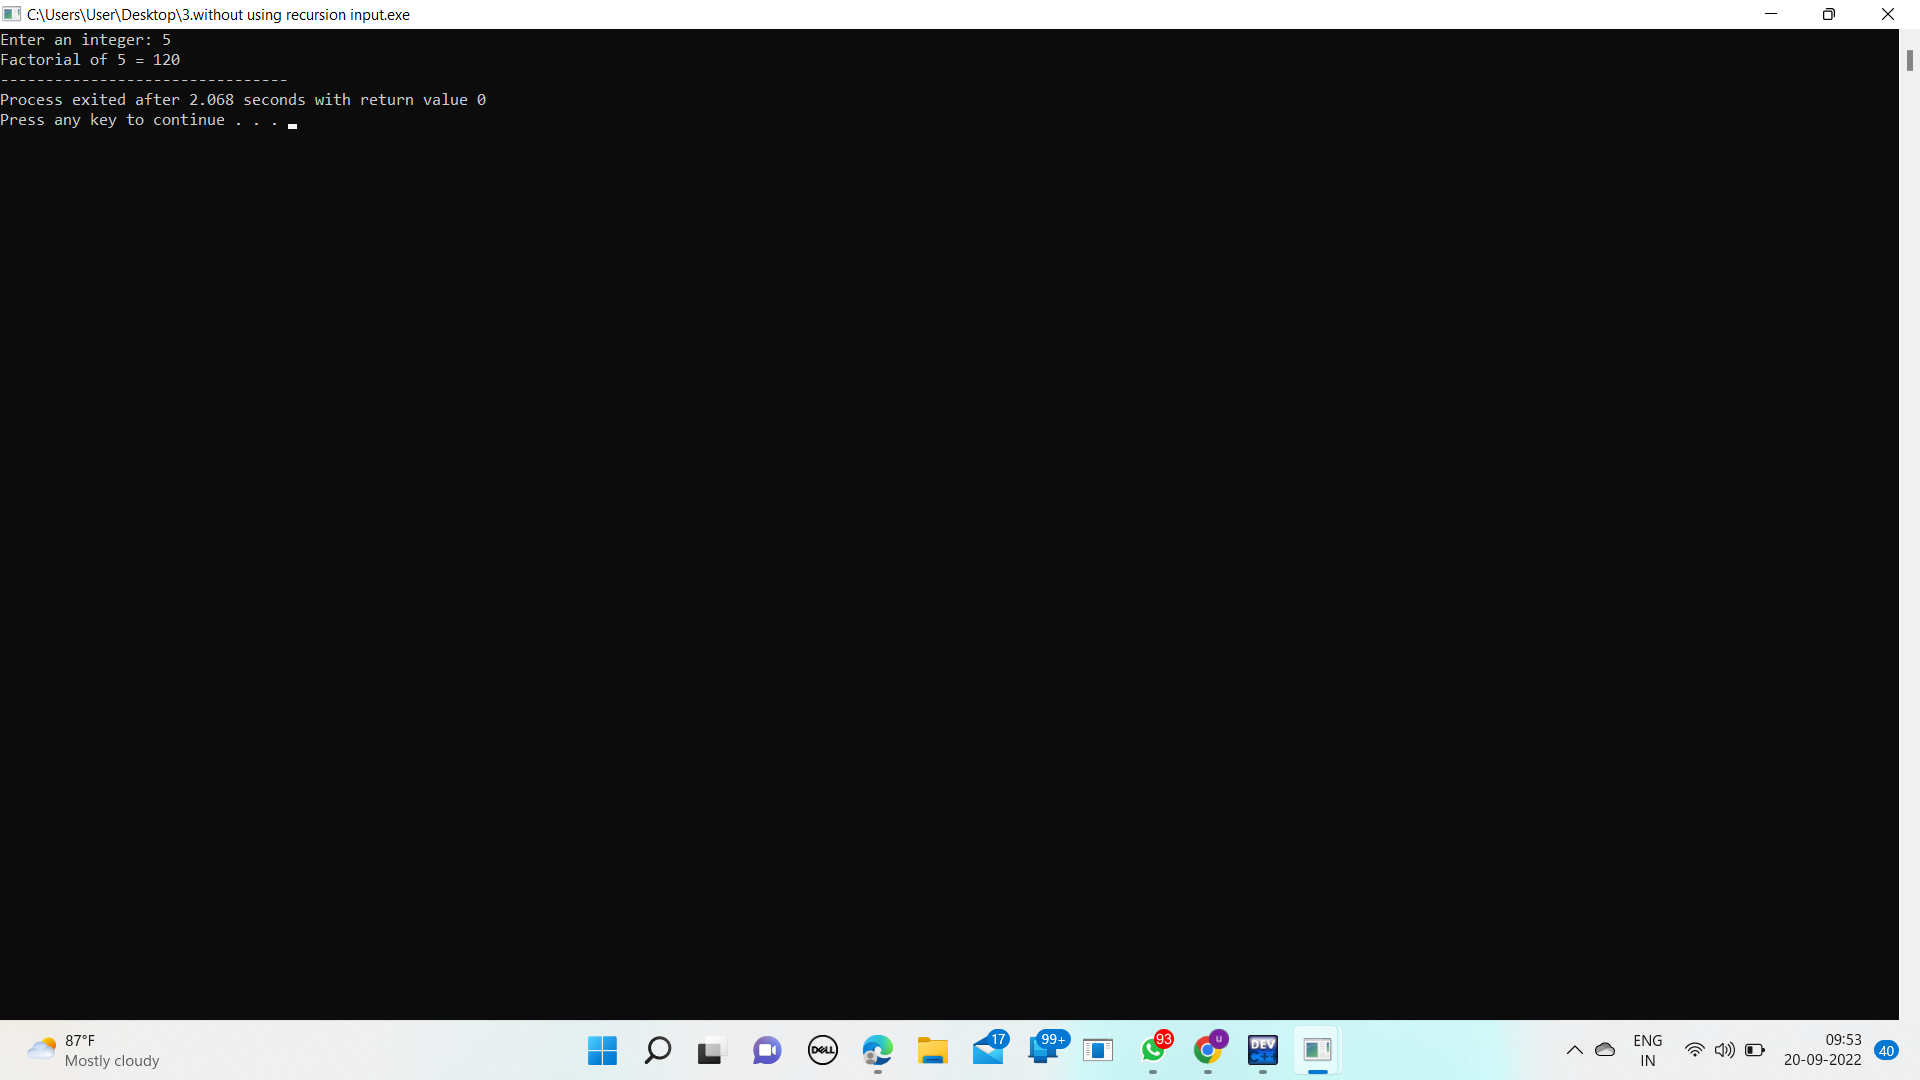 C:\Users\User\Desktop\3.without using recursion input.exe
Enter an integer: 5
Factorial of 5 = 120
--------------------------------
Process exited after 2.068 seconds with return value 0
Press any key to continue . . .
87°F
Mostly cloudy
DELL
17
99+
93
u
DEV
C++
ENG
IN
09:53
20-09-2022
40